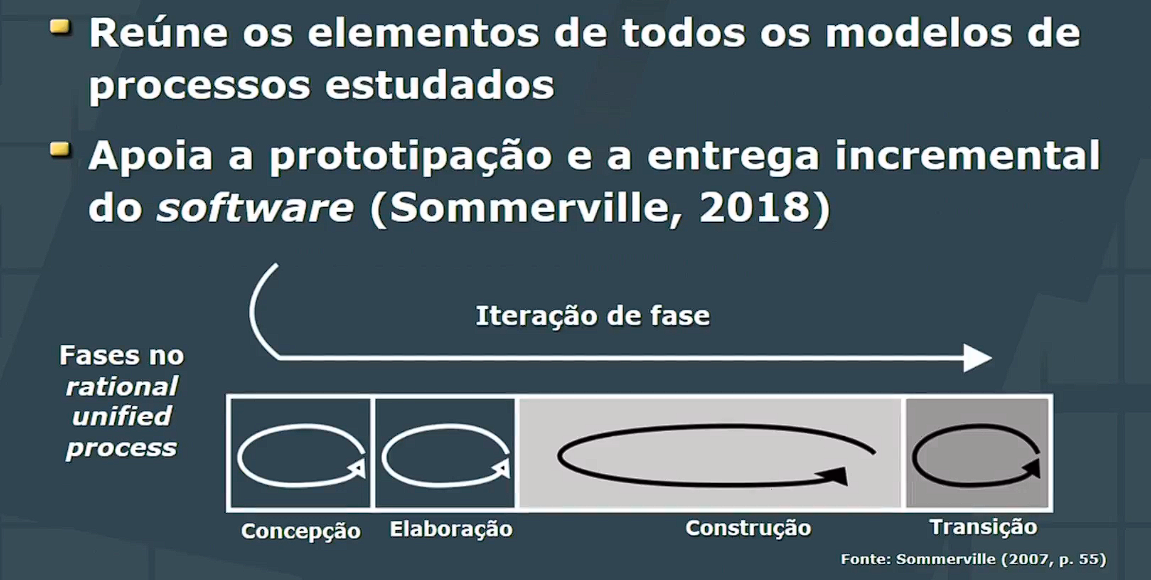 Reúne os elementos de todos os modelos de
processos estudados
Apoia a prototipação e a entrega incremental
do software (Sommerville, 2018)
Iteração de fase
Fases no
rational
unified
process
Concepção
Elaboração
Construção
Transição
Fonte: Sommerville (2007, p. 55)